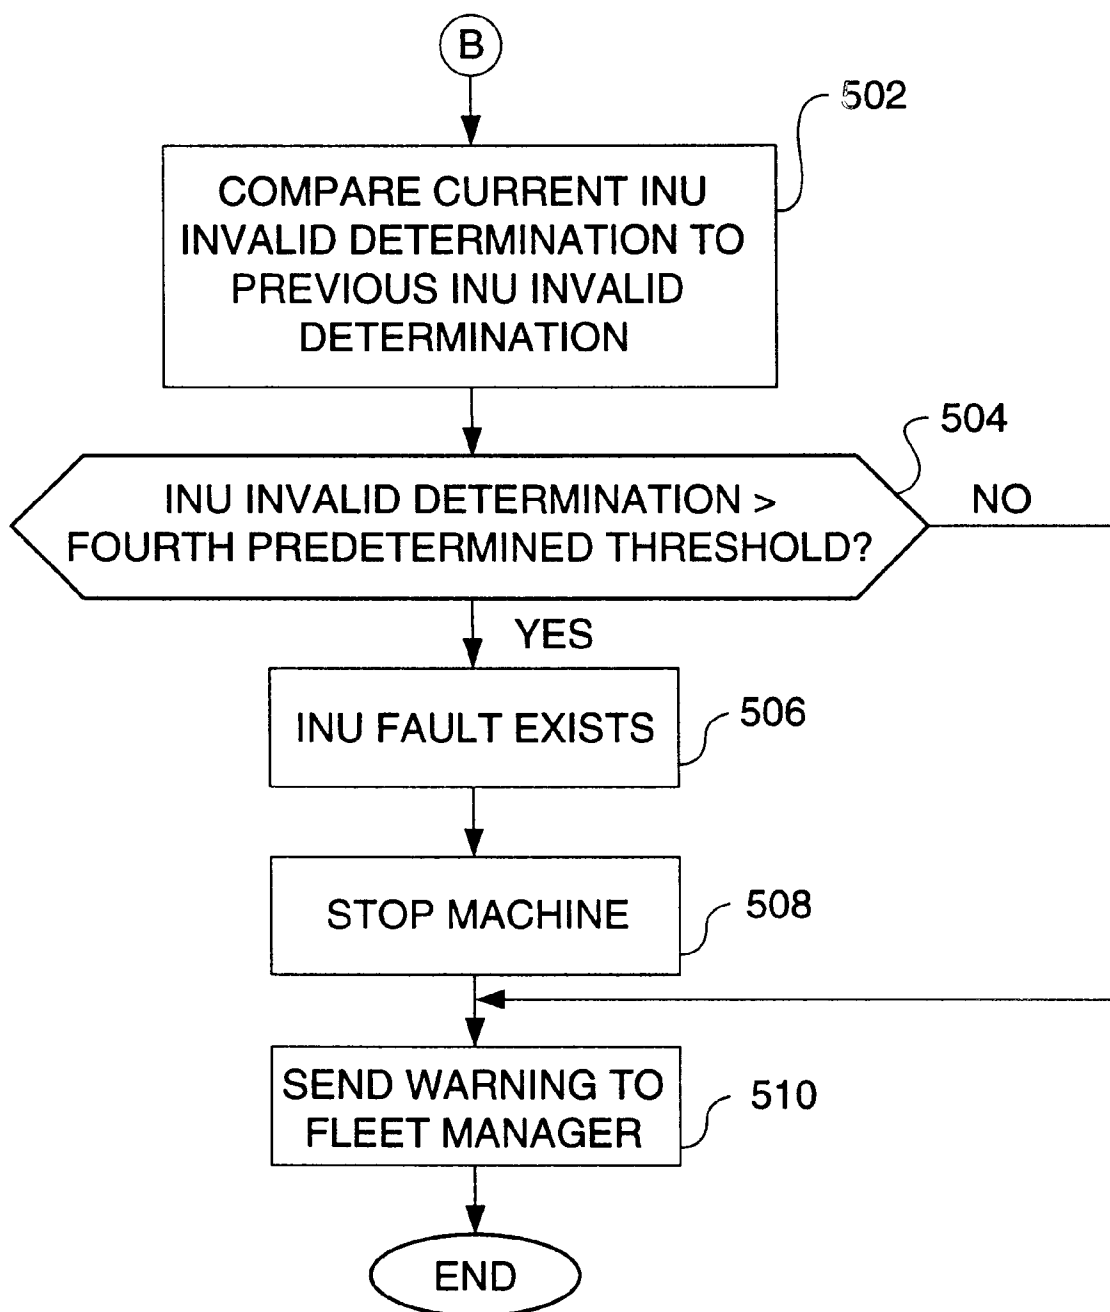 B
502
COMPARE CURRENT INU
INVALID DETERMINATION TO
PREVIOUS INU INVALID
DETERMINATION
504
INU INVALID DETERMINATION >
FOURTH PREDETERMINED THRESHOLD?
NO
YES
INU FAULT EXISTS
506
STOP MACHINE
508
SEND WARNING TO
FLEET MANAGER
510
END